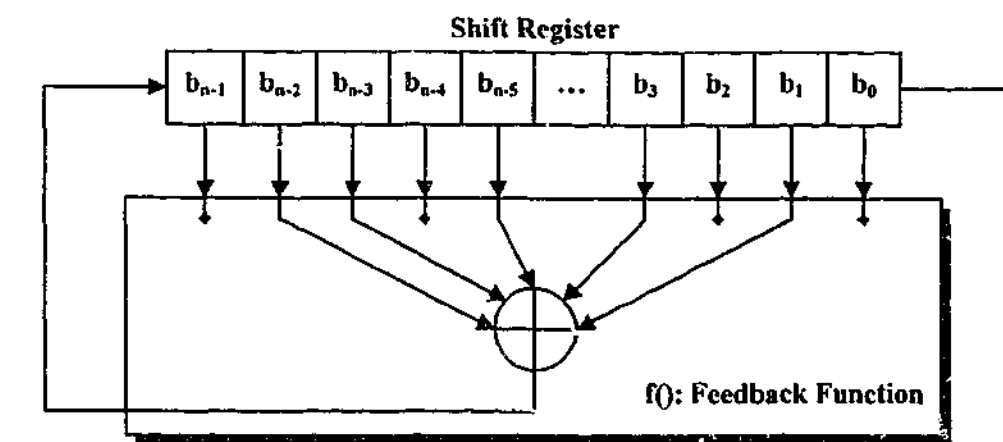 Shift Register
bn-1 bn-2 bn-3 bn-4 bn-5 ... b3 b2 b1 b0
f(): Feedback Function